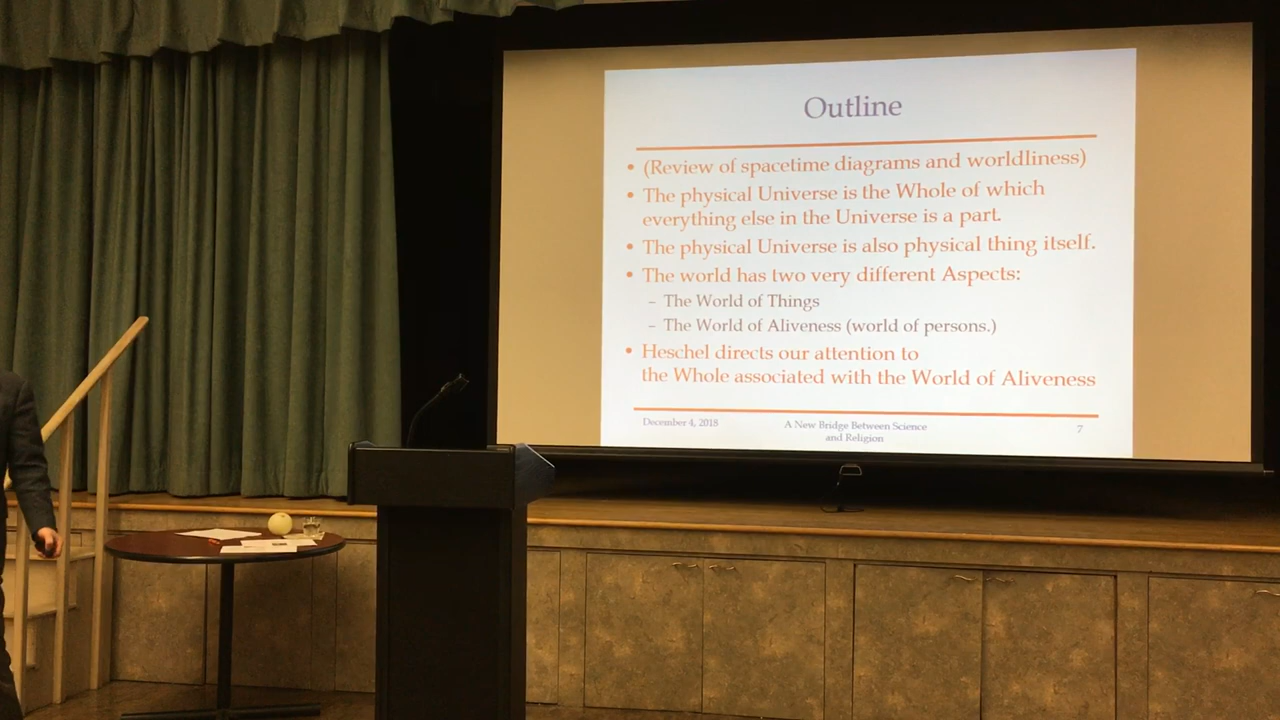 Outline
• (Review of spacetime diagrams and worldliness)
• The physical Universe is the Whole of which
everything else in the Universe is a part.
• The physical Universe is also physical thing itself.
• The world has two very different Aspects:
– The World of Things
– The World of Aliveness (world of persons.)
• Heschel directs our attention to
the Whole associated with the World of Aliveness
December 4, 2018
A New Bridge Between Science
and Religion
7